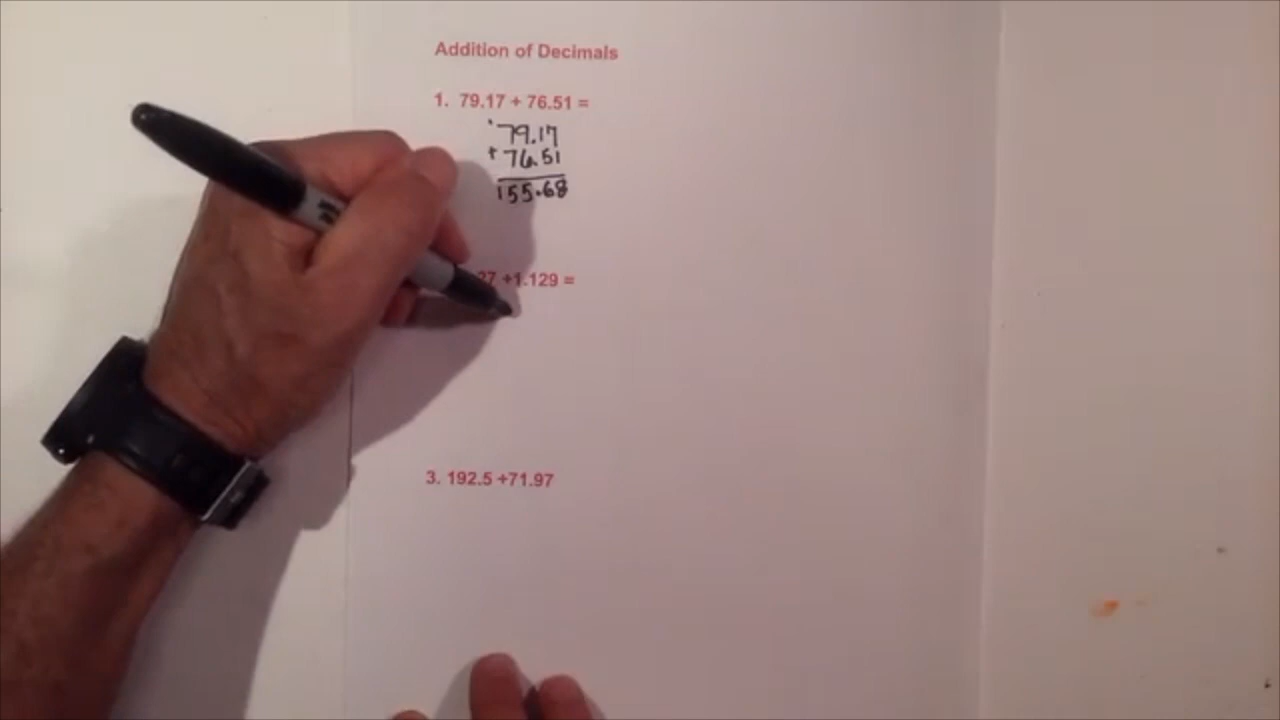 Addition of Decimals
1. 79.17 + 76.51 =
79.17
+ 76.51
155.68
27 +1.129 =
3. 192.5 +71.97